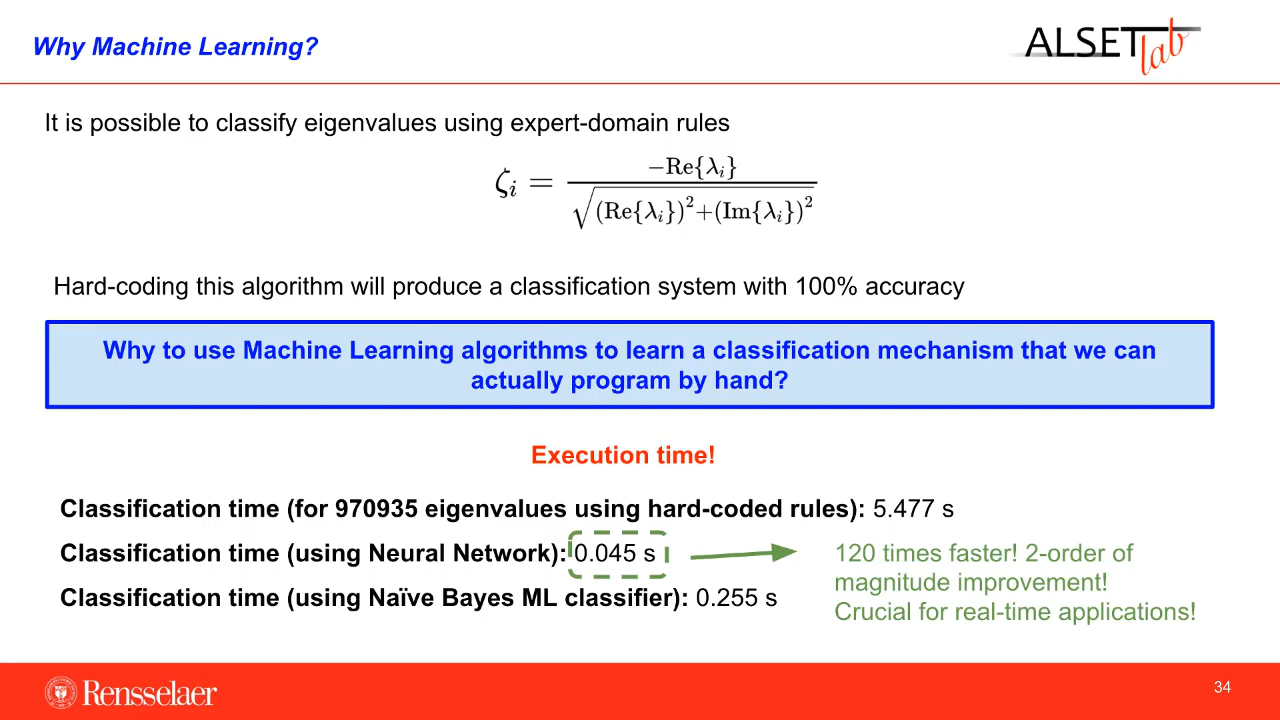 Why Machine Learning?
ALSET lab
It is possible to classify eigenvalues using expert-domain rules
ζᵢ = −Re{λᵢ} / √((Re{λᵢ})²+(Im{λᵢ})²)
Hard-coding this algorithm will produce a classification system with 100% accuracy
Why to use Machine Learning algorithms to learn a classification mechanism that we can
actually program by hand?
Execution time!
Classification time (for 970935 eigenvalues using hard-coded rules): 5.477 s
Classification time (using Neural Network): 0.045 s
120 times faster! 2-order of
magnitude improvement!
Crucial for real-time applications!
Classification time (using Naïve Bayes ML classifier): 0.255 s
Rensselaer
34